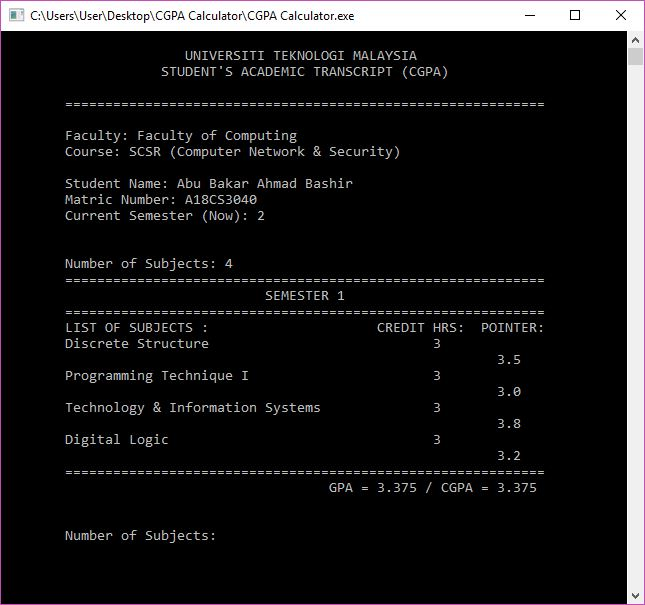 C:\Users\User\Desktop\CGPA Calculator\CGPA Calculator.exe
UNIVERSITI TEKNOLOGI MALAYSIA
STUDENT'S ACADEMIC TRANSCRIPT (CGPA)
============================================================
Faculty: Faculty of Computing
Course: SCSR (Computer Network & Security)
Student Name: Abu Bakar Ahmad Bashir
Matric Number: A18CS3040
Current Semester (Now): 2
Number of Subjects: 4
============================================================
SEMESTER 1
============================================================
LIST OF SUBJECTS : CREDIT HRS: POINTER:
Discrete Structure 3
3.5
Programming Technique I 3
3.0
Technology & Information Systems 3
3.8
Digital Logic 3
3.2
============================================================
GPA = 3.375 / CGPA = 3.375
Number of Subjects: